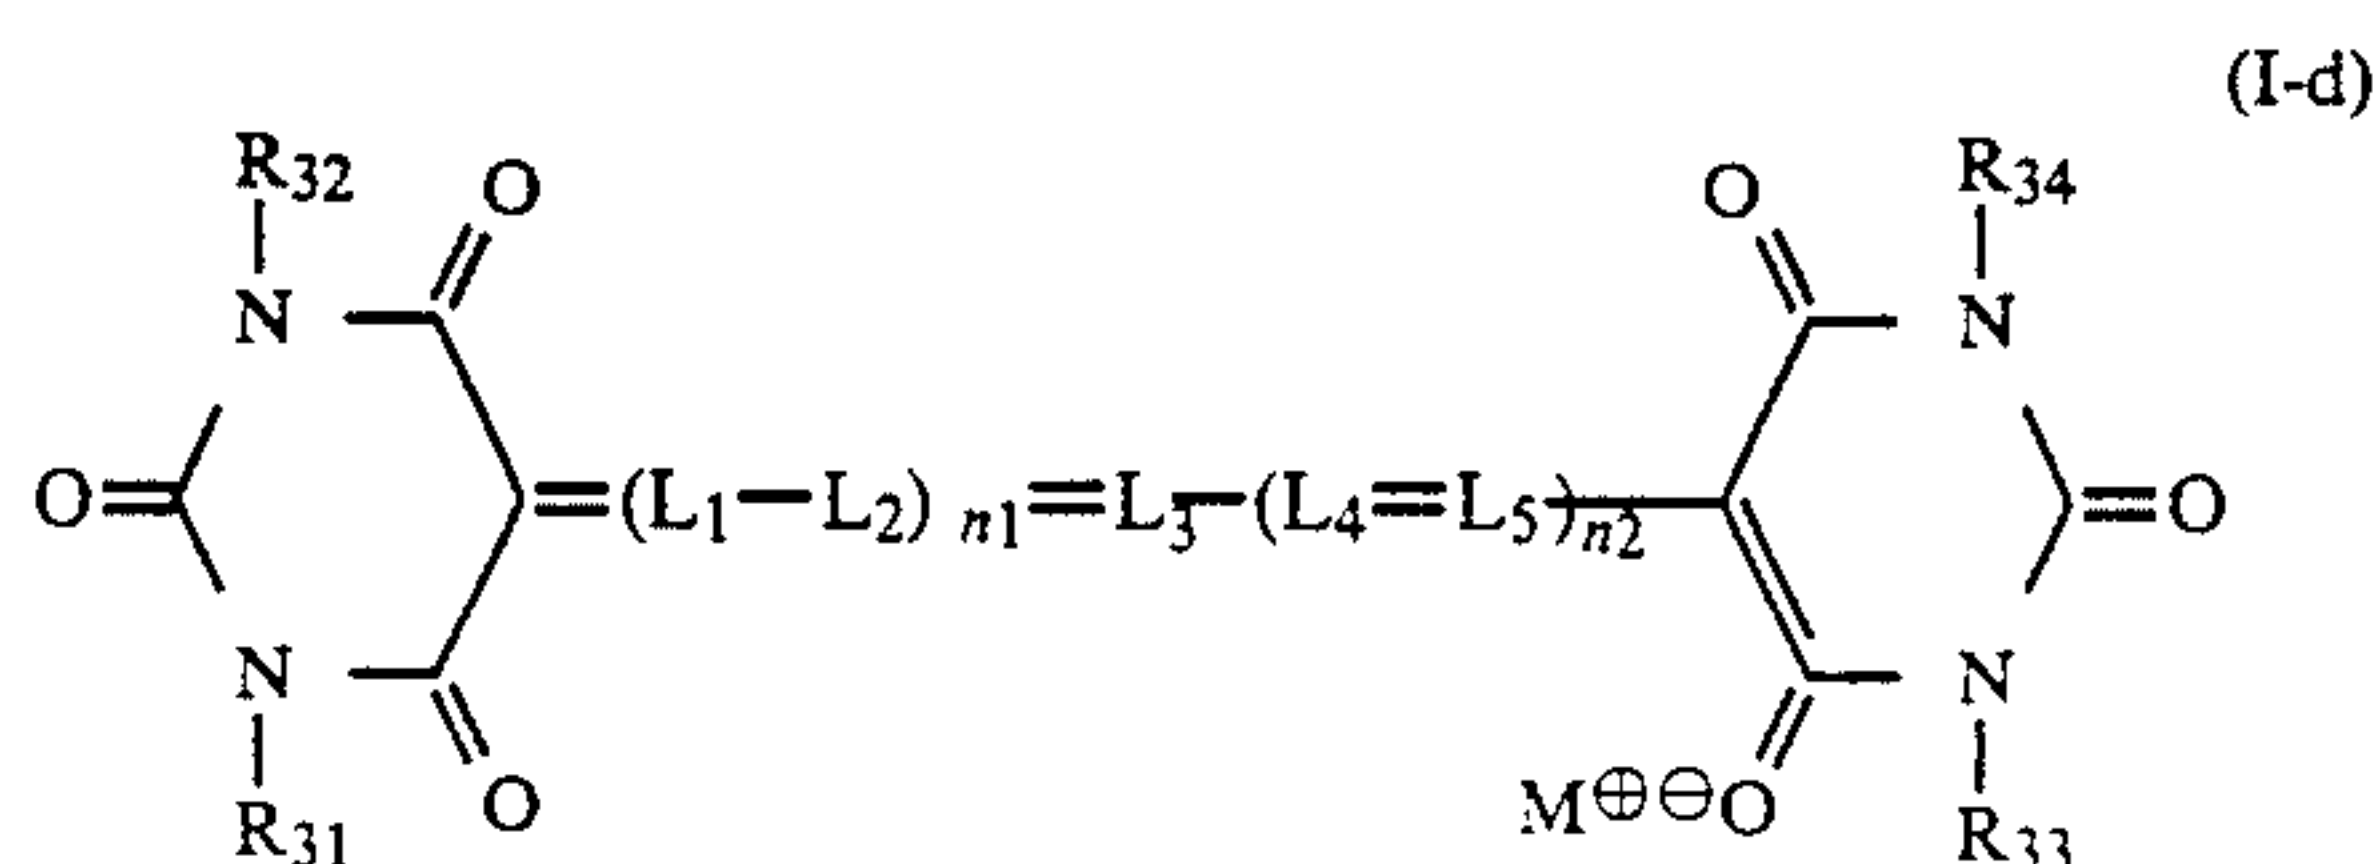 (I-d)
R32 O O R34
N N
O=(L1—L2)n1=L3—(L4=L5)n2 =O
N N
O M⊕⊖O
R31 R33